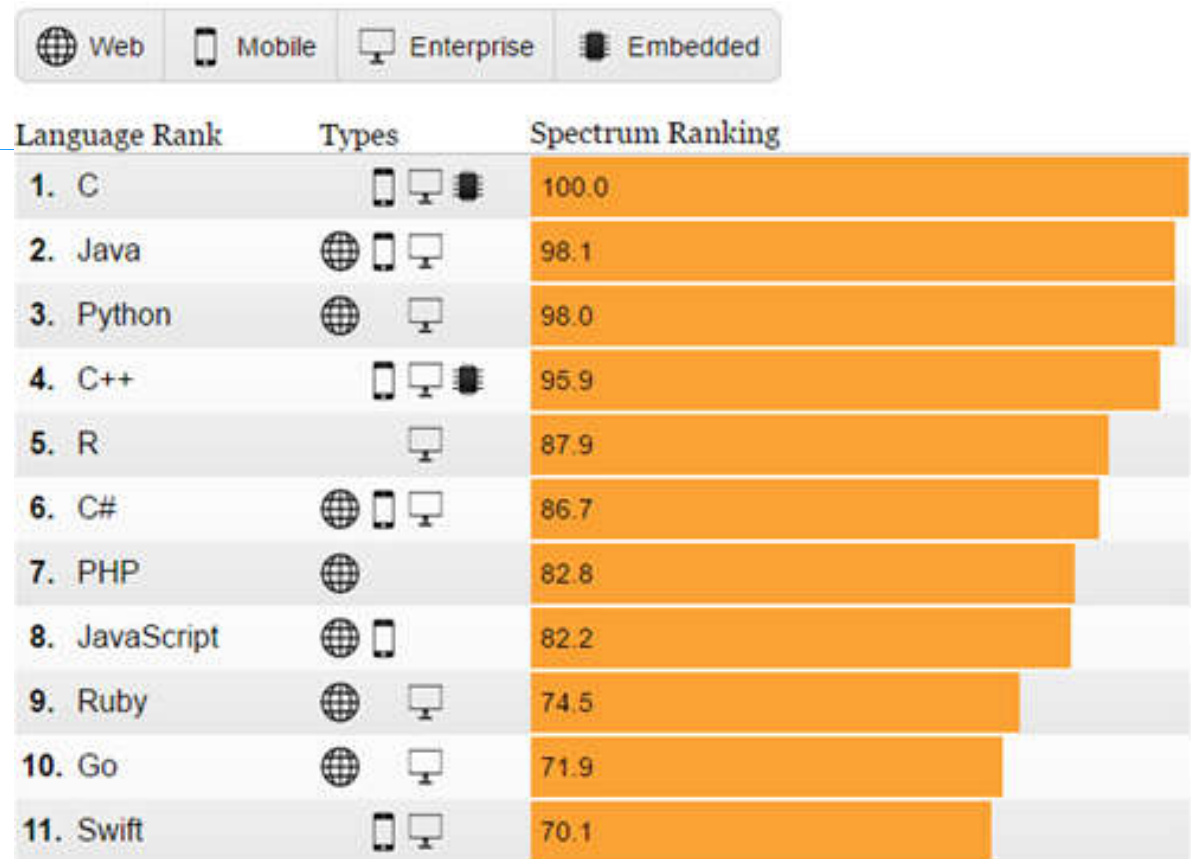 Web Mobile Enterprise Embedded
Language Rank Types Spectrum Ranking
1. C 100.0
2. Java 98.1
3. Python 98.0
4. C++ 95.9
5. R 87.9
6. C# 86.7
7. PHP 82.8
8. JavaScript 82.2
9. Ruby 74.5
10. Go 71.9
11. Swift 70.1